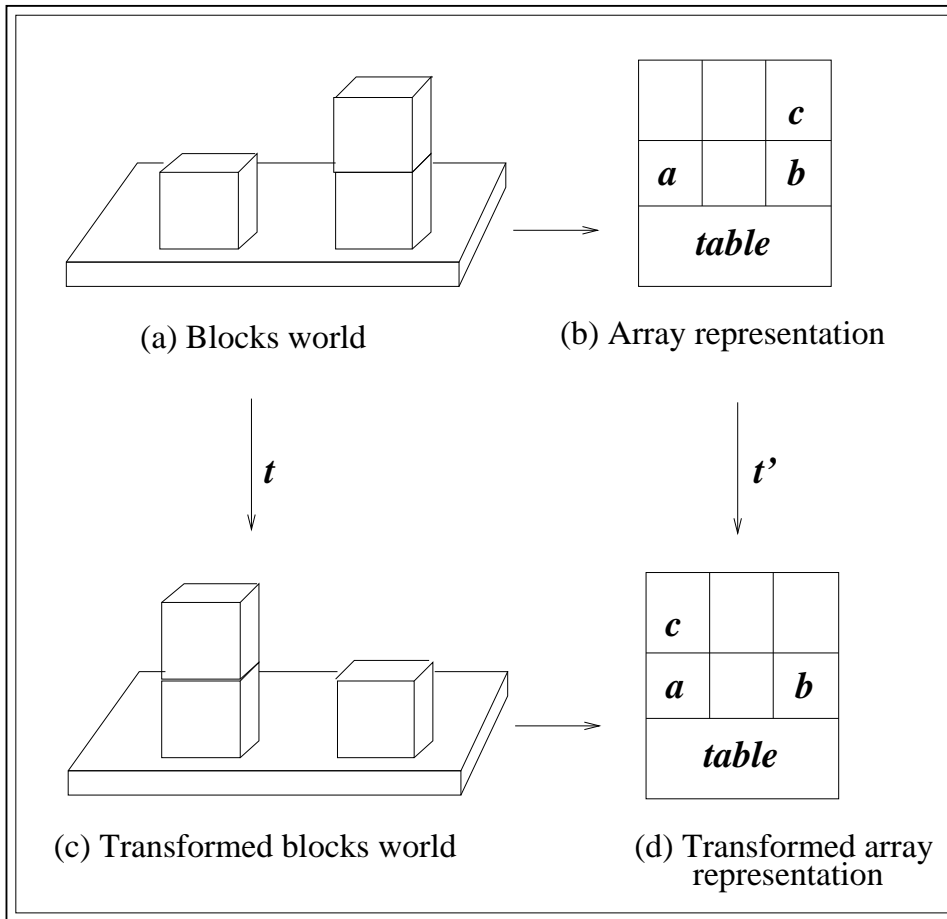 c
a b
table
(a) Blocks world
(b) Array representation
t
t’
c
a b
table
(c) Transformed blocks world
(d) Transformed array
representation